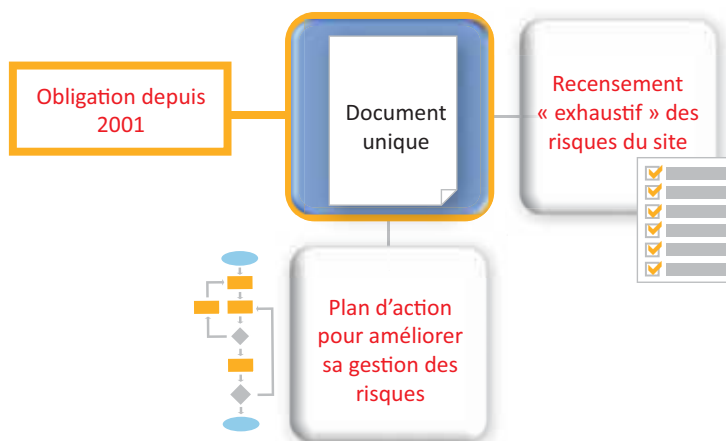 Obligation depuis
2001
Document
unique
Recensement
« exhaustif » des
risques du site
Plan d’action
pour améliorer
sa gestion des
risques